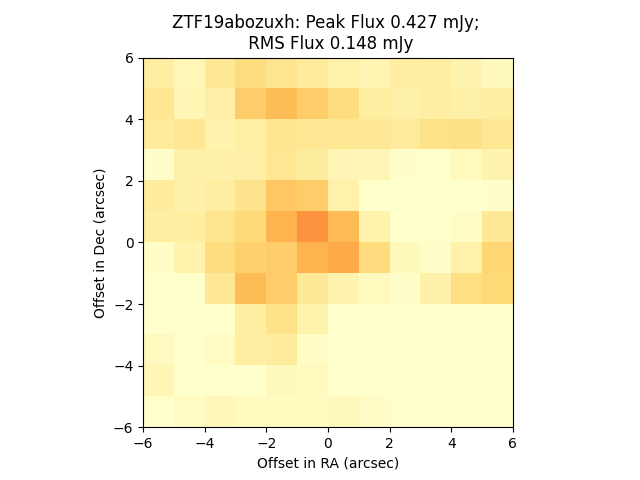 ZTF19abozuxh: Peak Flux 0.427 mJy;
RMS Flux 0.148 mJy
6
4
2
0
−2
−4
−6
Offset in Dec (arcsec)
−6 −4 −2 0 2 4 6
Offset in RA (arcsec)